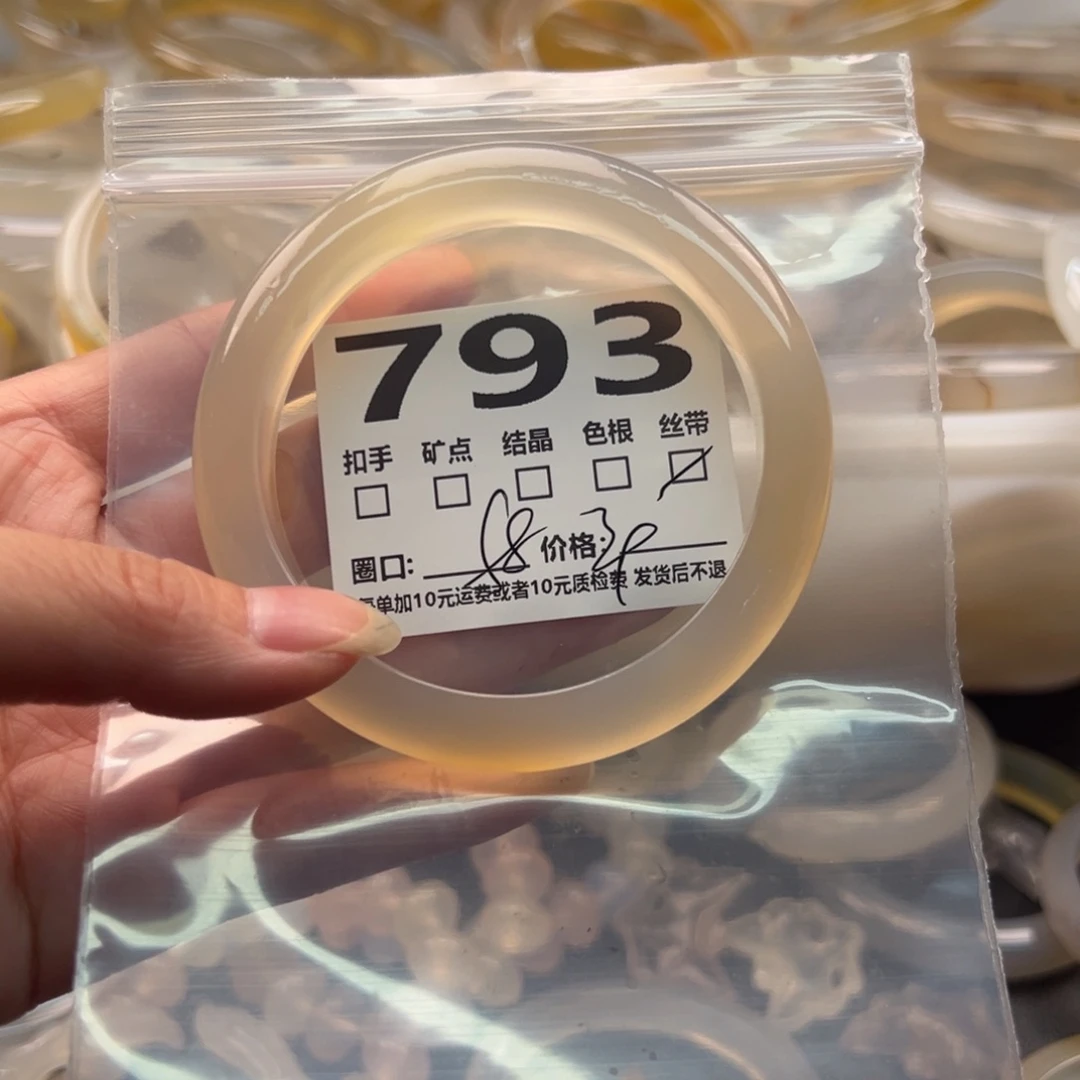 793
扣手 矿点 结晶 色根 丝带
圈口: 价格:
单加10元运费或者10元质检费 发货后不退